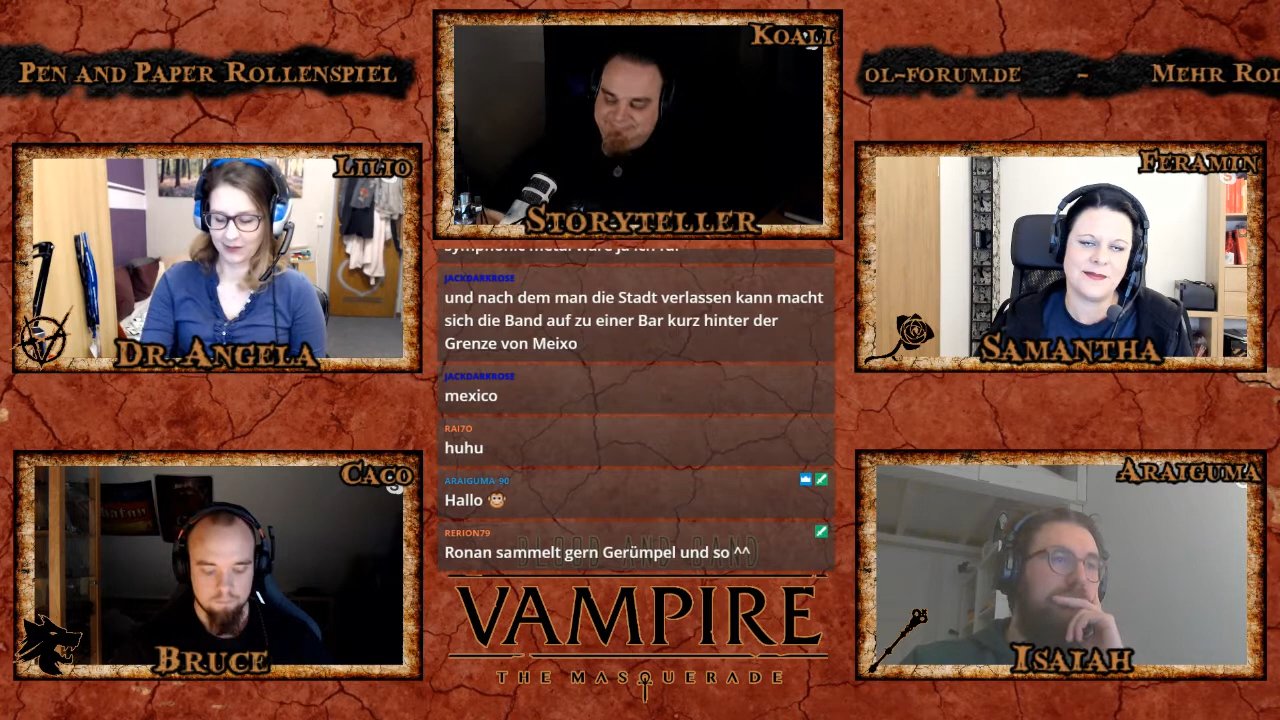 KOALI
PEN AND PAPER ROLLENSPIEL
OL-FORUM.DE - MEHR ROL
LILIO
FERAMIN
STORYTELLER
JACKDARKROSE
und nach dem man die Stadt verlassen kann macht
sich die Band auf zu einer Bar kurz hinter der
Grenze von Meixo
DR. ANGELA
SAMANTHA
JACKDARKROSE
mexico
RAI7O
huhu
CACO
ARAIGUMA
ARAIGUMA_90
Hallo 🐵
RERION79
Ronan sammelt gern Gerümpel und so ^^
BLOOD AND SAND
VAMPIRE
THE MASQUERADE
BRUCE
ISAIAH